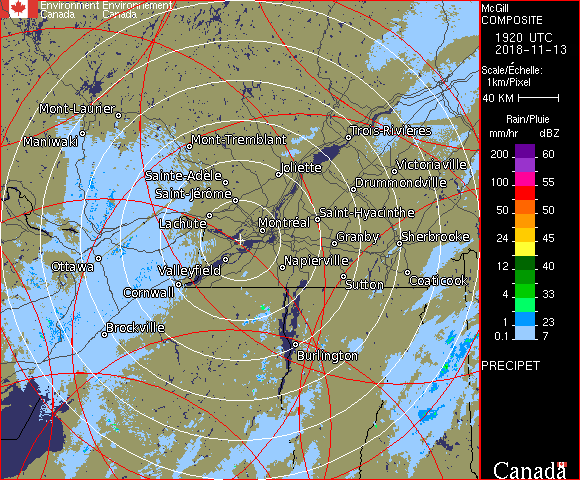 Environment Environnement
Canada Canada
McGill
COMPOSITE
1920 UTC
2018-11-13
Scale/Échelle:
1km/Pixel
40 KM
Rain/Pluie
mm/hr dBZ
200 60
150 57
100 55
50 50
24 45
12 40
4 33
1 23
0.1 7
PRECIPET
Canada
Mont-Laurier
Maniwaki
Mont-Tremblant
Trois-Rivières
Sainte-Adèle
Joliette
Victoriaville
Saint-Jérôme
Drummondville
Lachute
Montréal
Saint-Hyacinthe
Granby
Sherbrooke
Ottawa
Valleyfield
Napierville
Cornwall
Sutton
Coaticook
Brockville
Burlington